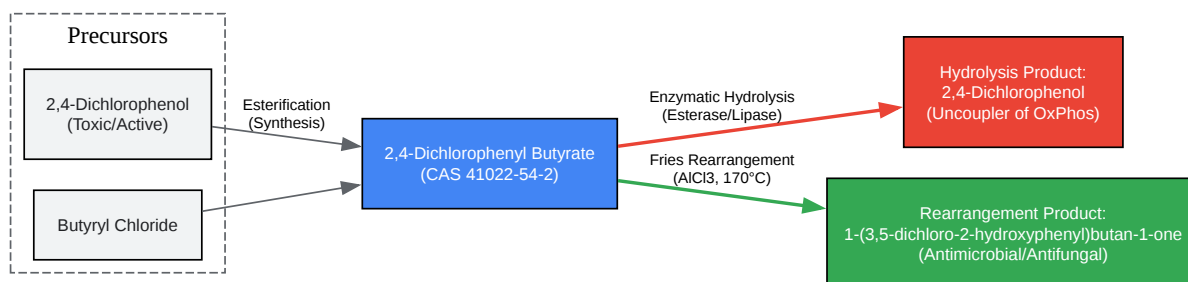 Precursors
2,4-Dichlorophenol
(Toxic/Active)
Butyryl Chloride
Esterification
(Synthesis)
2,4-Dichlorophenyl Butyrate
(CAS 41022-54-2)
Enzymatic Hydrolysis
(Esterase/Lipase)
Fries Rearrangement
(AlCl3, 170°C)
Hydrolysis Product:
2,4-Dichlorophenol
(Uncoupler of OxPhos)
Rearrangement Product:
1-(3,5-dichloro-2-hydroxyphenyl)butan-1-one
(Antimicrobial/Antifungal)